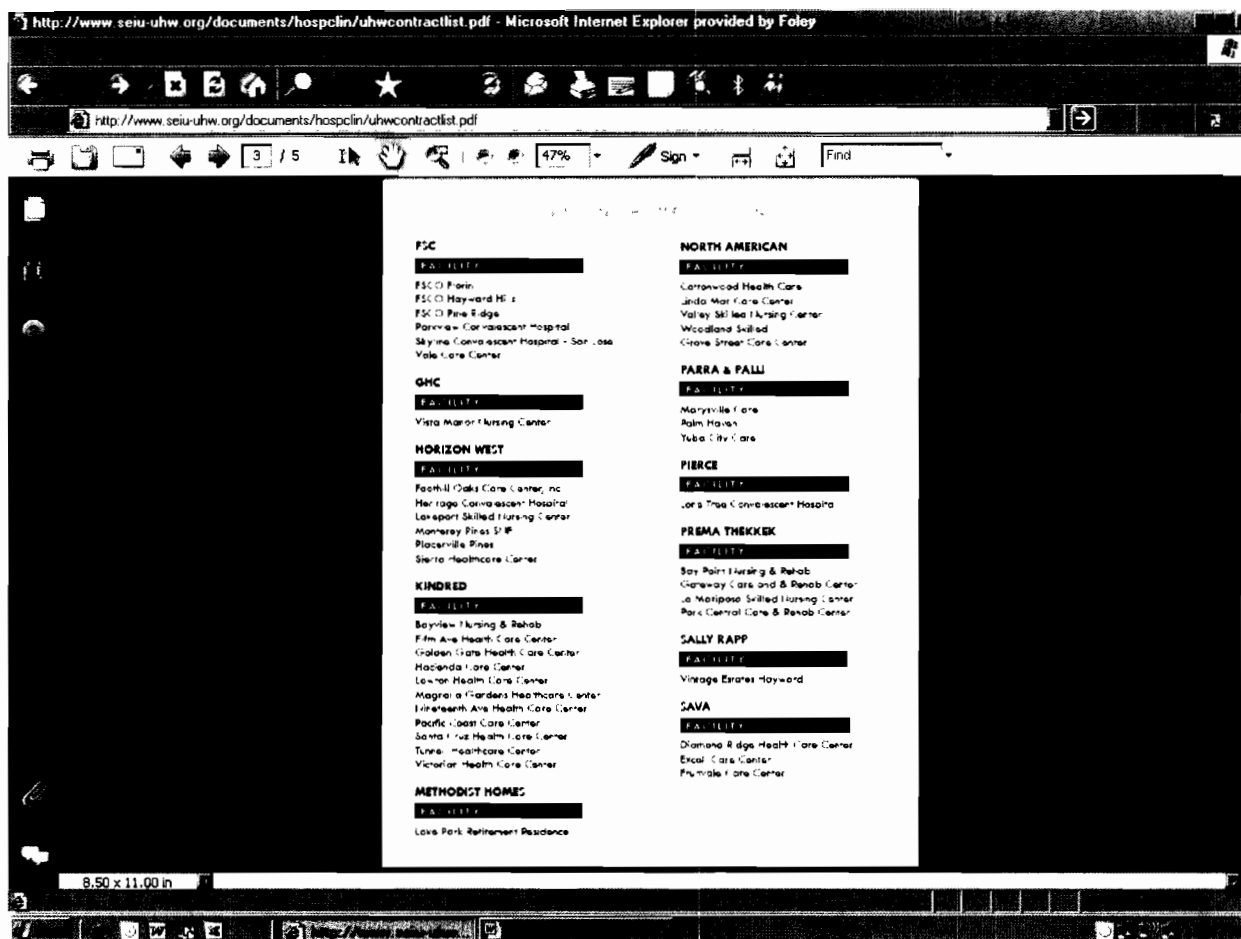 http://www.seiu-uhw.org/documents/hospclin/uhwcontractlist.pdf - Microsoft Internet Explorer provided by Foley
http://www.seiu-uhw.org/documents/hospclin/uhwcontractlist.pdf
3 / 5
47%
Sign
Find
FSC
FACILITY
FSCO Florin
FSCO Hayward Hills
FSCO Pine Ridge
Parkview Convalescent Hospital
Skyline Convalescent Hospital - San Jose
Vale Care Center
GHC
FACILITY
Vista Manor Nursing Center
HORIZON WEST
FACILITY
Foothill Oaks Care Center, Inc
Heritage Convalescent Hospital
Lakeport Skilled Nursing Center
Monterey Pines SNF
Placerville Pines
Sierra Healthcare Center
KINDRED
FACILITY
Bayview Nursing & Rehab
Fifth Ave Health Care Center
Golden Gate Health Care Center
Hacienda Care Center
Lawton Health Care Center
Magnolia Gardens Healthcare Center
Nineteenth Ave Health Care Center
Pacific Coast Care Center
Santa Cruz Health Care Center
Tunnell Healthcare Center
Victorian Health Care Center
METHODIST HOMES
FACILITY
Lake Park Retirement Residence
NORTH AMERICAN
FACILITY
Cottonwood Health Care
Linda Mar Care Center
Valley Skilled Nursing Center
Woodland Skilled
Grove Street Care Center
PARRA & PALLI
FACILITY
Marysville Care
Palm Haven
Yuba City Care
PIERCE
FACILITY
Lone Tree Convalescent Hospital
PREMA THEKKEK
FACILITY
Bay Point Nursing & Rehab
Gateway Care and & Rehab Center
La Mariposa Skilled Nursing Center
Park Central Care & Rehab Center
SALLY RAPP
FACILITY
Vintage Estates Hayward
SAVA
FACILITY
Diamond Ridge Health Care Center
Excell Care Center
Fruitvale Care Center
8.50 x 11.00 in